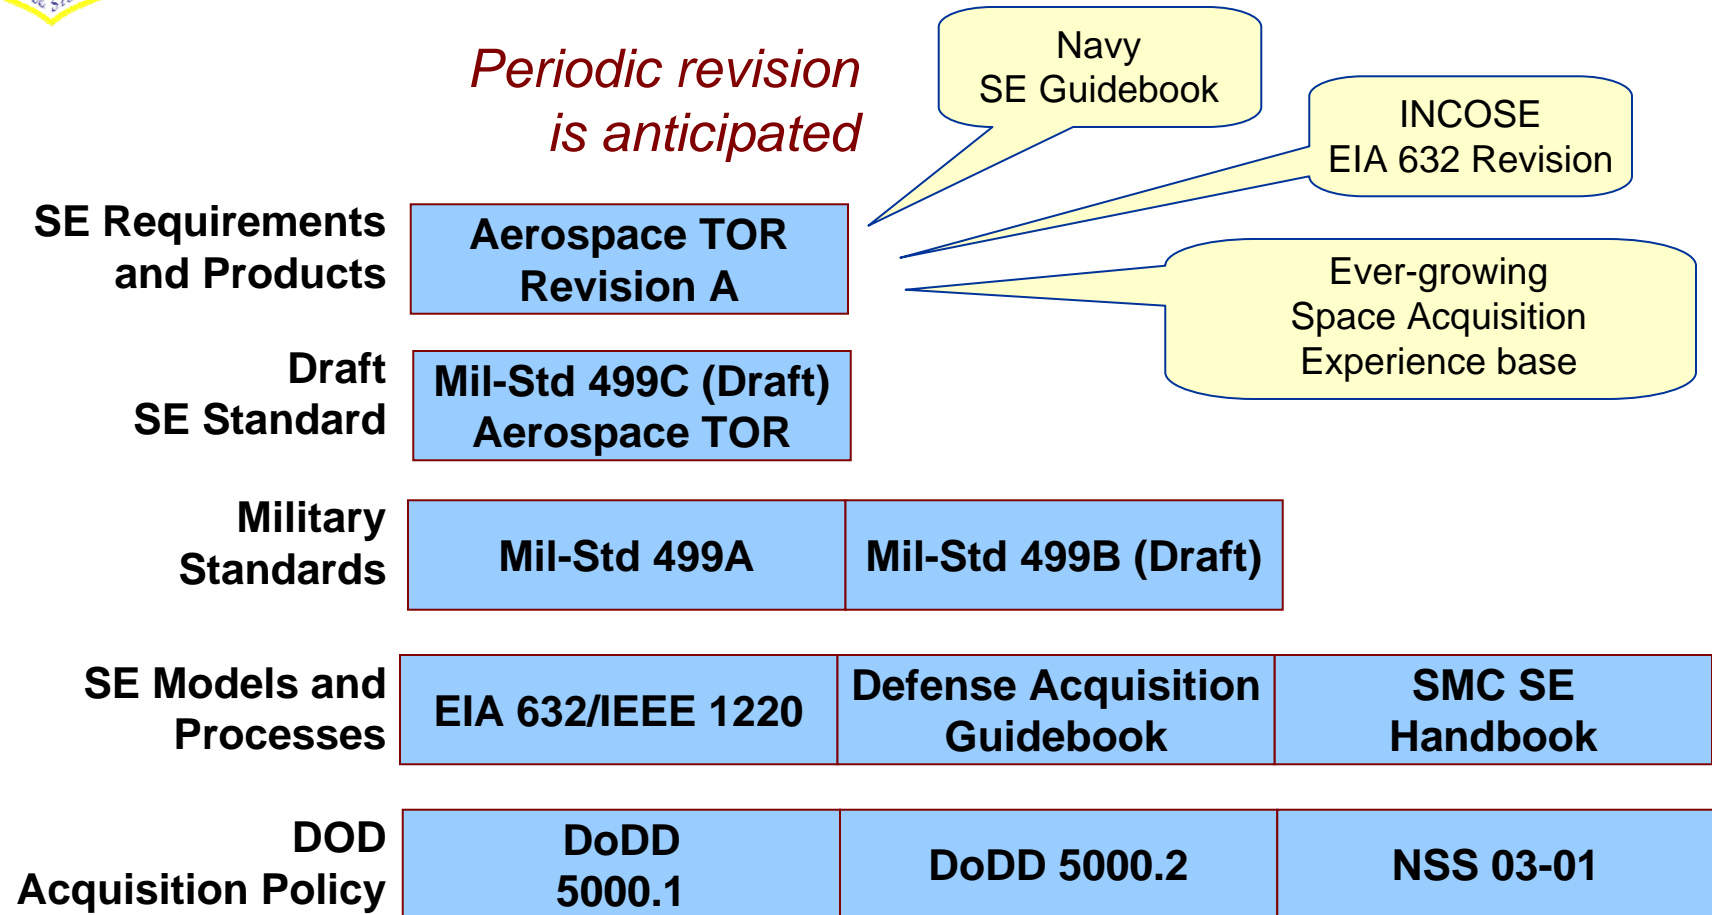 Periodic revision
is anticipated
Navy
SE Guidebook
INCOSE
EIA 632 Revision
Ever-growing
Space Acquisition
Experience base
SE Requirements
and Products
Aerospace TOR
Revision A
Draft
SE Standard
Mil-Std 499C (Draft)
Aerospace TOR
Military
Standards
Mil-Std 499A
Mil-Std 499B (Draft)
SE Models and
Processes
EIA 632/IEEE 1220
Defense Acquisition
Guidebook
SMC SE
Handbook
DOD
Acquisition Policy
DoDD
5000.1
DoDD 5000.2
NSS 03-01